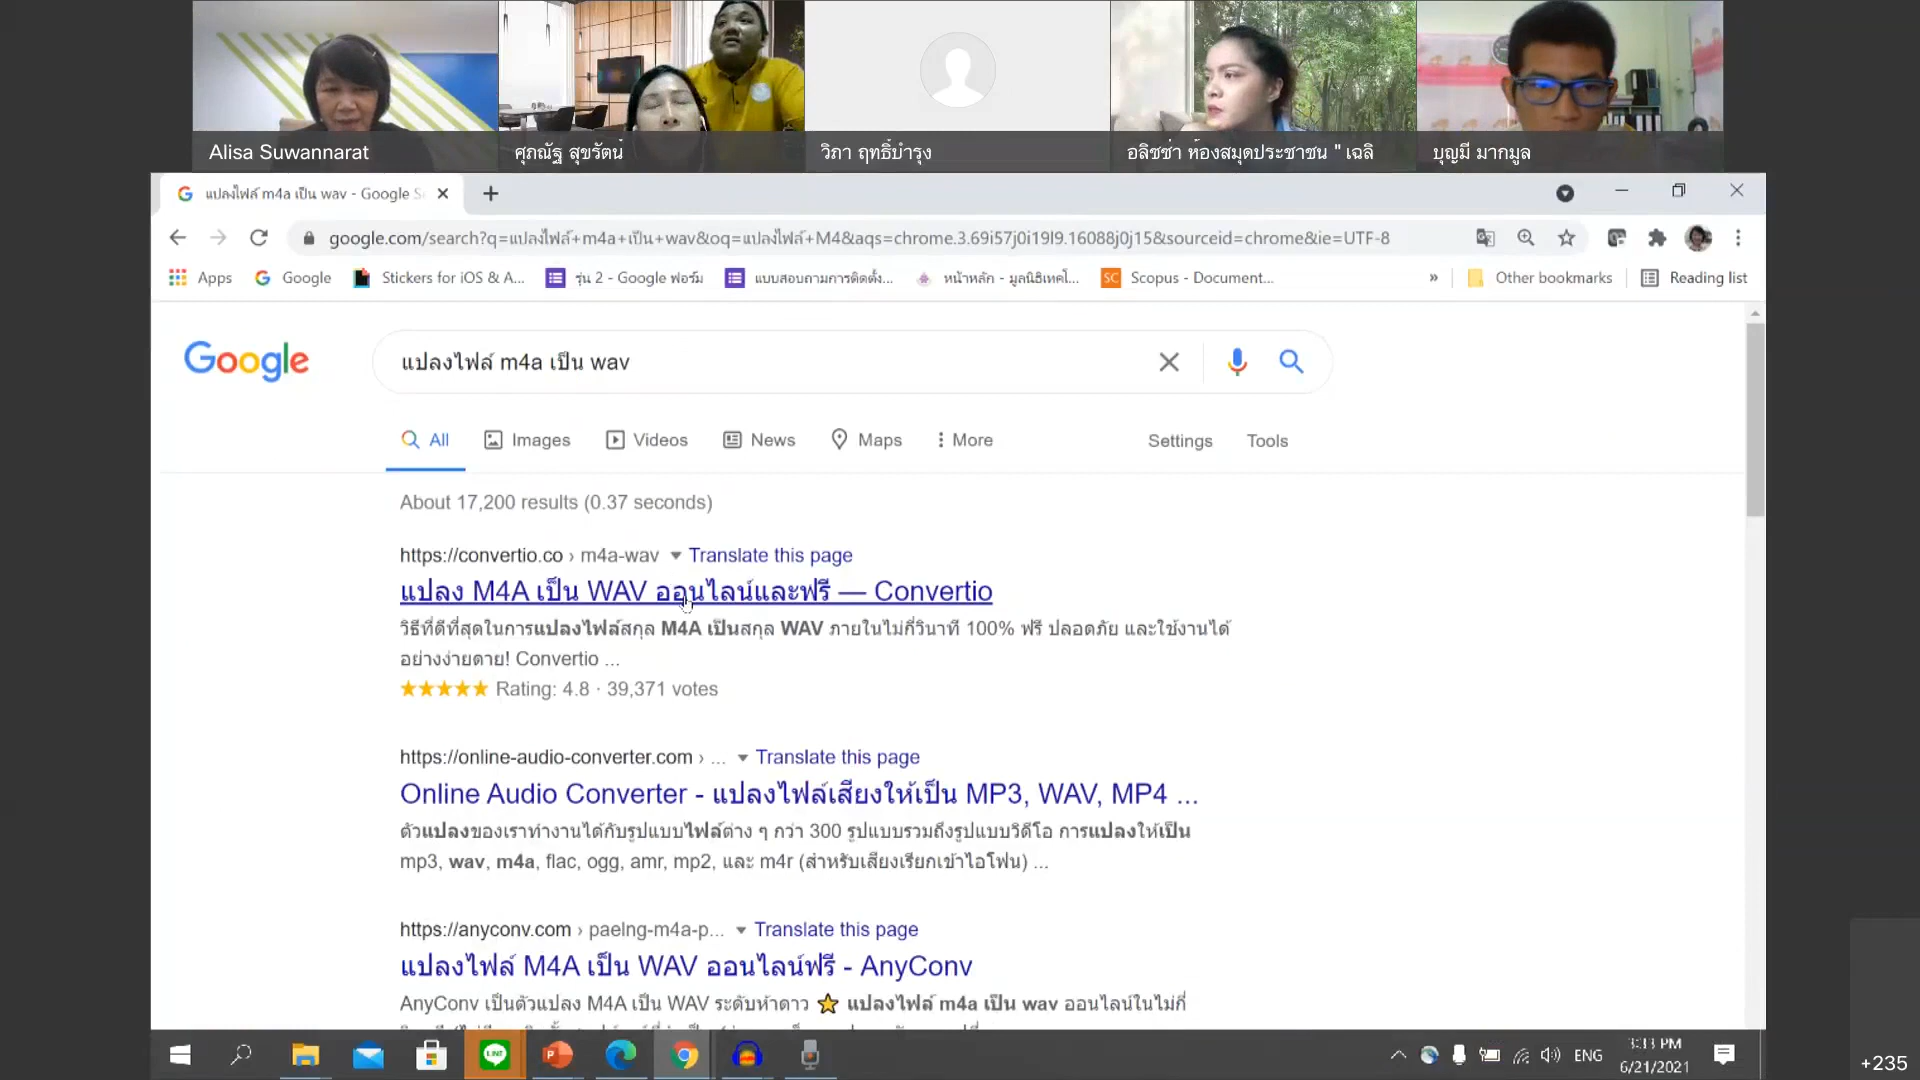 Alisa Suwannarat
ศุภณัฐ สุขรัตน์
วิภา ฤทธิ์บำรุง
อลิชช่า ห้องสมุดประชาชน " เฉลิ
บุญมี มากมูล
แปลงไฟล์ m4a เป็น wav - Google S
google.com/search?q=แปลงไฟล์+m4a+เป็น+wav&oq=แปลงไฟล์+M4&aqs=chrome.3.69i57j0i19l9.16088j0j15&sourceid=chrome&ie=UTF-8
Apps Google Stickers for iOS & A... รุ่น 2 - Google ฟอร์ม แบบสอบถามการติดตั้ง... หน้าหลัก - มูลนิธิเทคโ... SC Scopus - Document... » Other bookmarks Reading list
Google
แปลงไฟล์ m4a เป็น wav
All Images Videos News Maps More Settings Tools
About 17,200 results (0.37 seconds)
https://convertio.co › m4a-wav Translate this page
แปลง M4A เป็น WAV ออนไลน์และฟรี — Convertio
วิธีที่ดีที่สุดในการแปลงไฟล์สกุล M4A เป็นสกุล WAV ภายในไม่กี่วินาที 100% ฟรี ปลอดภัย และใช้งานได้
อย่างง่ายดาย! Convertio ...
Rating: 4.8 · 39,371 votes
https://online-audio-converter.com › ... Translate this page
Online Audio Converter - แปลงไฟล์เสียงให้เป็น MP3, WAV, MP4 ...
ตัวแปลงของเราทำงานได้กับรูปแบบไฟล์ต่าง ๆ กว่า 300 รูปแบบรวมถึงรูปแบบวิดีโอ การแปลงให้เป็น
mp3, wav, m4a, flac, ogg, amr, mp2, และ m4r (สำหรับเสียงเรียกเข้าไอโฟน) ...
https://anyconv.com › paelng-m4a-p... Translate this page
แปลงไฟล์ M4A เป็น WAV ออนไลน์ฟรี - AnyConv
AnyConv เป็นตัวแปลง M4A เป็น WAV ระดับห้าดาว ⭐ แปลงไฟล์ m4a เป็น wav ออนไลน์ในไม่กี่
LINE
ENG
3:33 PM
6/21/2021
+235